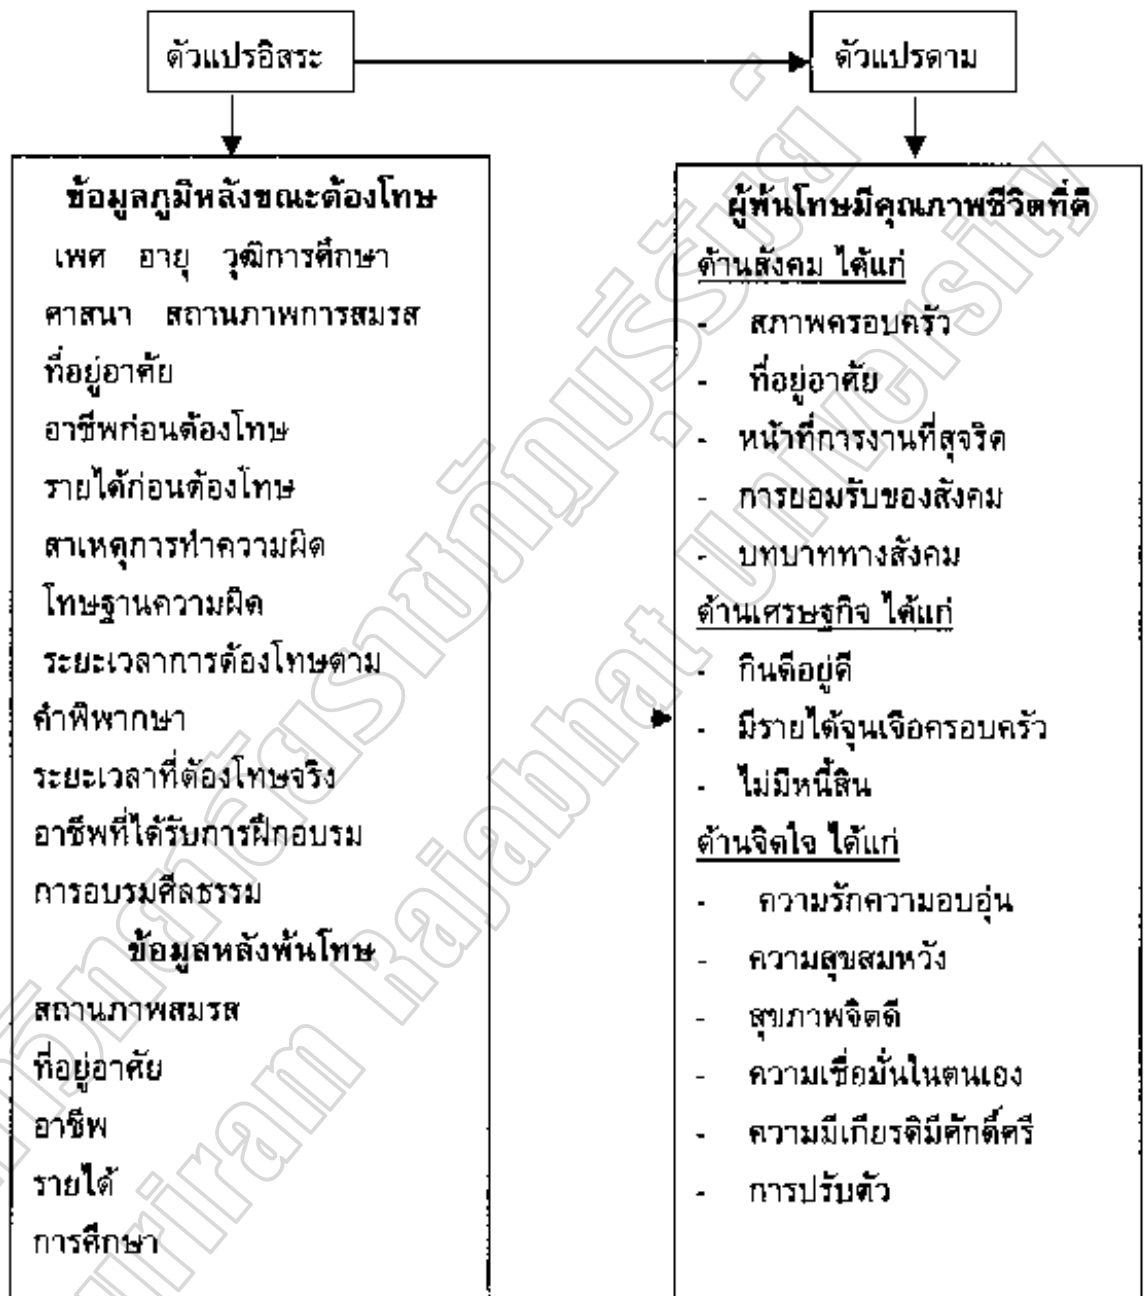 ตัวแปรอิสระ
ตัวแปรตาม
ข้อมูลภูมิหลังขณะต้องโทษ
เพศ อายุ วุฒิการศึกษา
ศาสนา สถานภาพการสมรส
ที่อยู่อาศัย
อาชีพก่อนต้องโทษ
รายได้ก่อนต้องโทษ
สาเหตุการทำความผิด
โทษฐานความผิด
ระยะเวลาการต้องโทษตาม
คำพิพากษา
ระยะเวลาที่ต้องโทษจริง
อาชีพที่ได้รับการฝึกอบรม
การอบรมศีลธรรม
ข้อมูลหลังพ้นโทษ
สถานภาพสมรส
ที่อยู่อาศัย
อาชีพ
รายได้
การศึกษา
ผู้พ้นโทษมีคุณภาพชีวิตที่ดี
ด้านสังคม ได้แก่
- สภาพครอบครัว
- ที่อยู่อาศัย
- หน้าที่การงานที่สุจริต
- การยอมรับของสังคม
- บทบาททางสังคม
ด้านเศรษฐกิจ ได้แก่
- กินดีอยู่ดี
- มีรายได้จุนเจือครอบครัว
- ไม่มีหนี้สิน
ด้านจิตใจ ได้แก่
- ความรักความอบอุ่น
- ความสุขสมหวัง
- สุขภาพจิตดี
- ความเชื่อมั่นในตนเอง
- ความมีเกียรติมีศักดิ์ศรี
- การปรับตัว
Rajabhat University